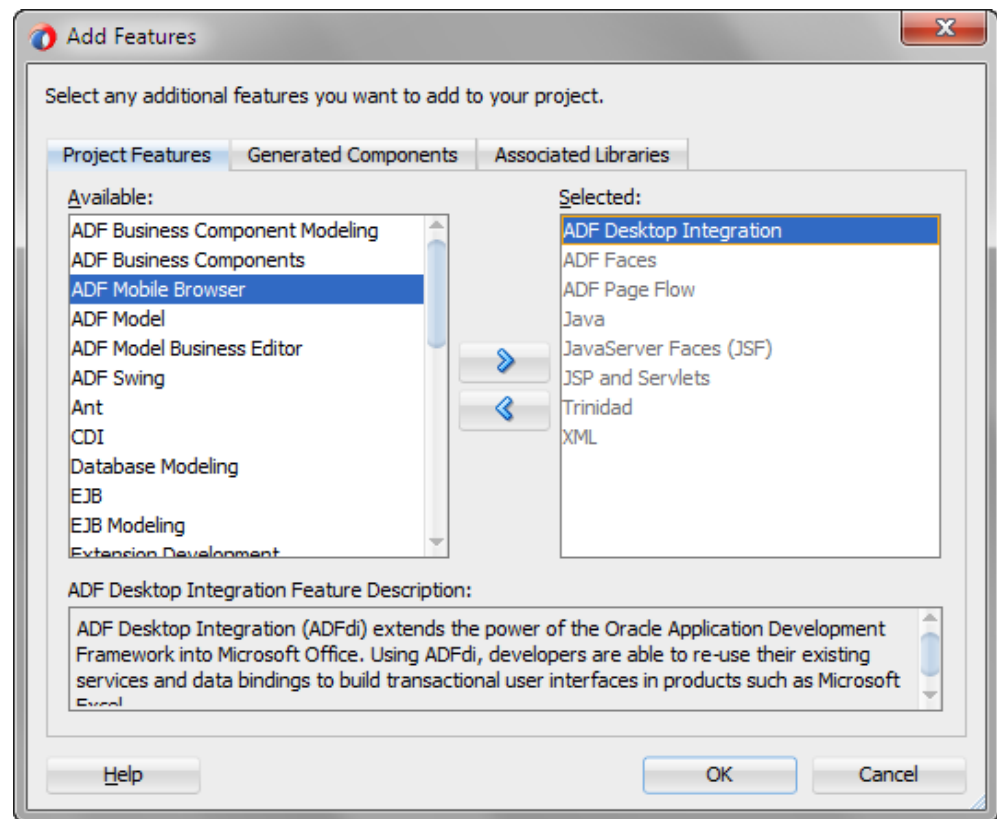 Add Features
Select any additional features you want to add to your project.
Project Features
Generated Components
Associated Libraries
Available:
ADF Business Component Modeling
ADF Business Components
ADF Mobile Browser
ADF Model
ADF Model Business Editor
ADF Swing
Ant
CDI
Database Modeling
EJB
EJB Modeling
Extension Development
Selected:
ADF Desktop Integration
ADF Faces
ADF Page Flow
Java
JavaServer Faces (JSF)
JSP and Servlets
Trinidad
XML
ADF Desktop Integration Feature Description:
ADF Desktop Integration (ADFdi) extends the power of the Oracle Application Development
Framework into Microsoft Office. Using ADFdi, developers are able to re-use their existing
services and data bindings to build transactional user interfaces in products such as Microsoft
Excel
Help
OK
Cancel